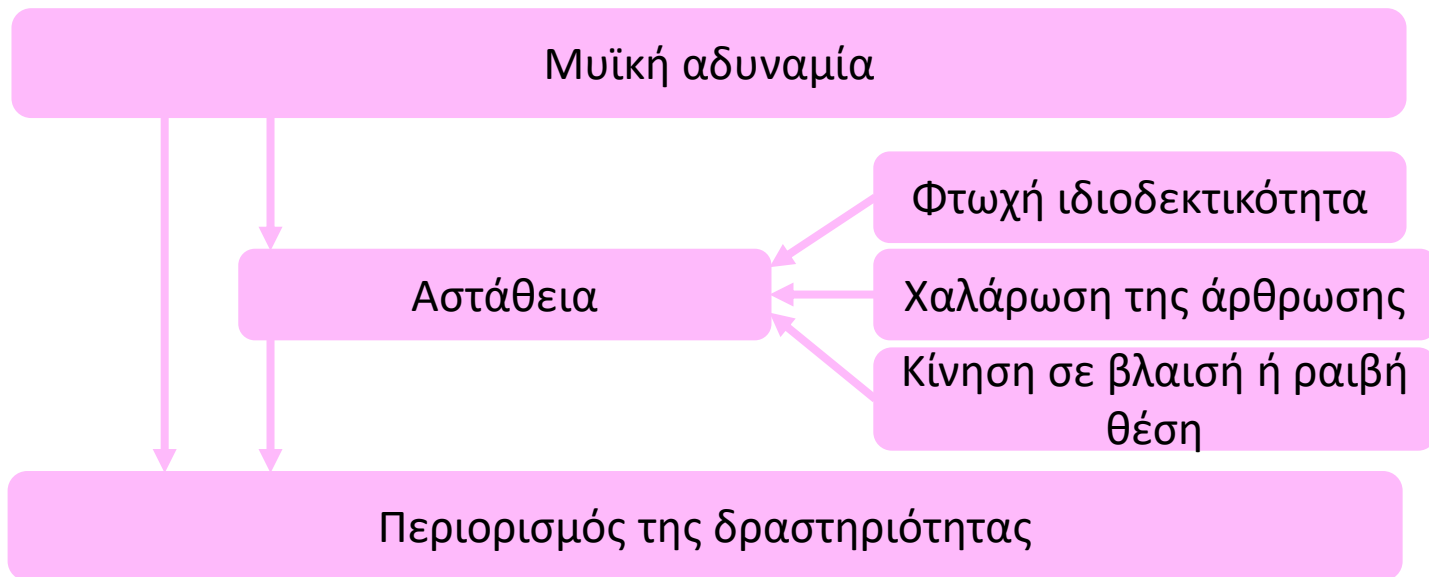 Μυϊκή αδυναμία
Φτωχή ιδιοδεκτικότητα
Αστάθεια
Χαλάρωση της άρθρωσης
Κίνηση σε βλαισή ή ραιβή
θέση
Περιορισμός της δραστηριότητας